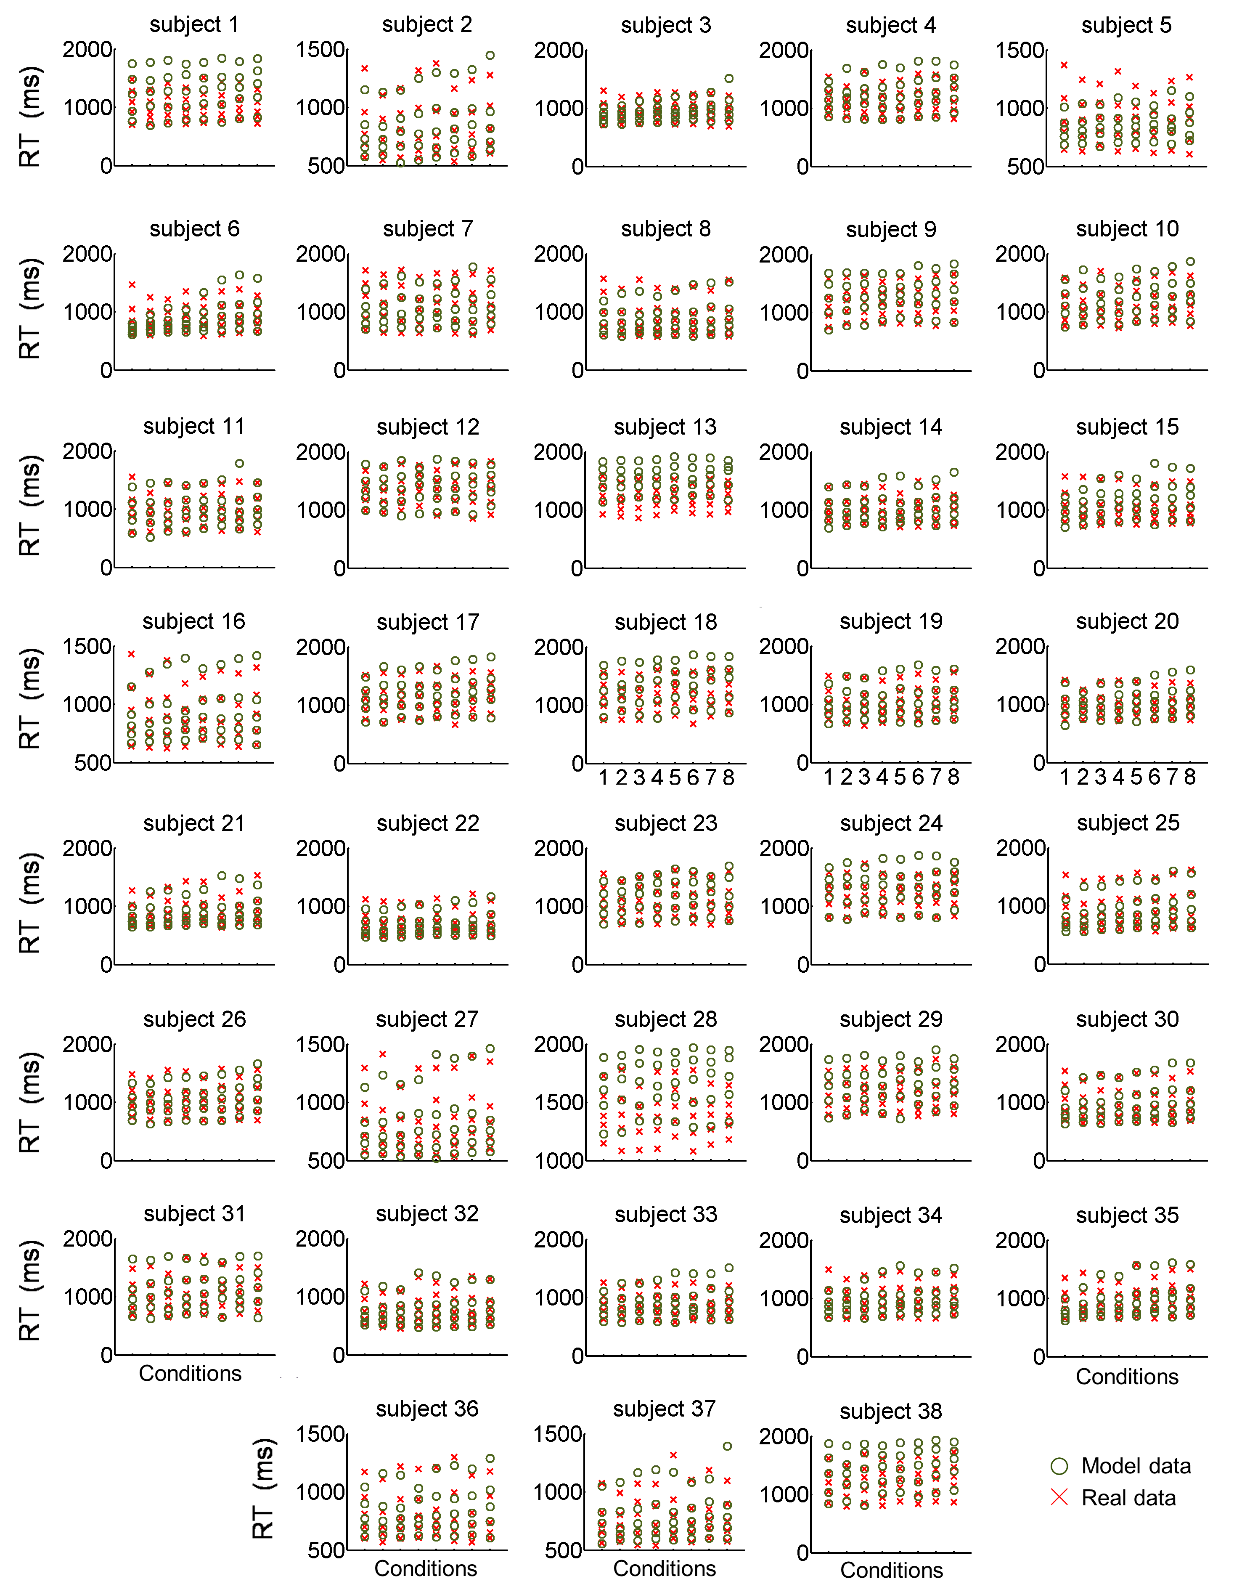 subject 1 subject 2 subject 3 subject 4 subject 5
RT (ms) 2000 1000 0 1500 1000 500 2000 1000 0 2000 1000 0 1500 1000 500
subject 6 subject 7 subject 8 subject 9 subject 10
RT (ms) 2000 1000 0 2000 1000 0 2000 1000 0 2000 1000 0 2000 1000 0
subject 11 subject 12 subject 13 subject 14 subject 15
RT (ms) 2000 1000 0 2000 1000 0 2000 1000 0 2000 1000 0 2000 1000 0
subject 16 subject 17 subject 18 subject 19 subject 20
RT (ms) 1500 1000 500 2000 1000 0 2000 1000 0 2000 1000 0 2000 1000 0
1 2 3 4 5 6 7 8 1 2 3 4 5 6 7 8 1 2 3 4 5 6 7 8
subject 21 subject 22 subject 23 subject 24 subject 25
RT (ms) 2000 1000 0 2000 1000 0 2000 1000 0 2000 1000 0 2000 1000 0
subject 26 subject 27 subject 28 subject 29 subject 30
RT (ms) 2000 1000 0 1500 1000 500 2000 1500 1000 2000 1000 0 2000 1000 0
subject 31 subject 32 subject 33 subject 34 subject 35
RT (ms) 2000 1000 0 2000 1000 0 2000 1000 0 2000 1000 0 2000 1000 0
Conditions Conditions
subject 36 subject 37 subject 38
RT (ms) 1500 1000 500 1500 1000 500 2000 1000 0
Model data
Real data
Conditions Conditions Conditions